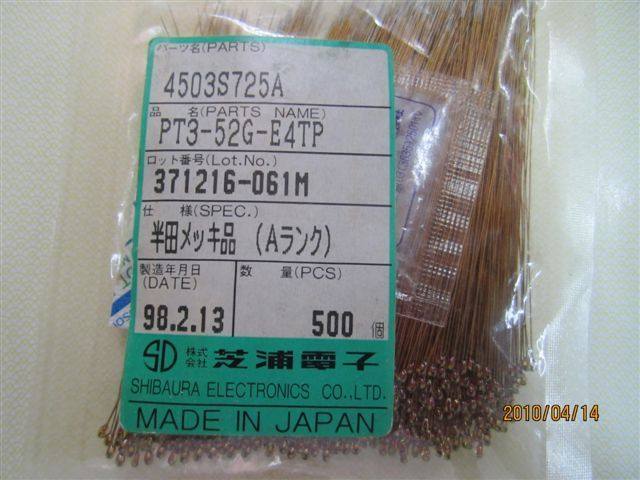 パーツ名(PARTS)
4503S725A
品 名(PARTS NAME)
PT3-52G-E4TP
ロット番号(Lot.No.)
371216-061M
仕 様(SPEC.)
半田メッキ品 (Aランク)
製造年月日
(DATE)
数 量(PCS)
98.2.13
500 個
SD 株式会社 芝浦電子
SHIBAURA ELECTRONICS CO.,LTD.
MADE IN JAPAN
2010/04/14